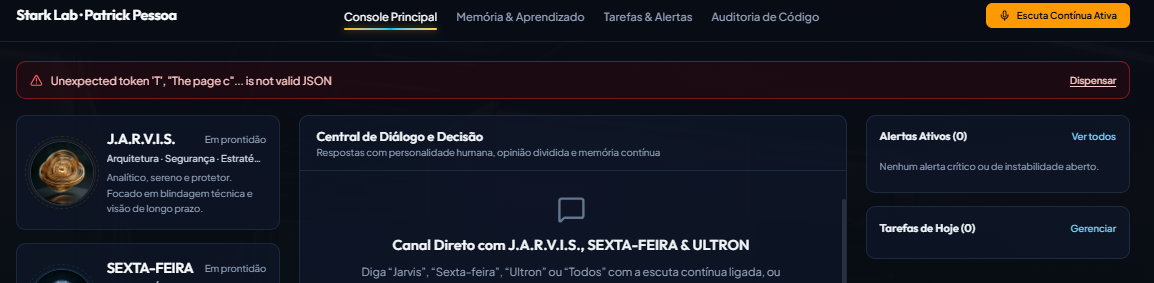 Stark Lab · Patrick Pessoa
Console Principal
Memória & Aprendizado
Tarefas & Alertas
Auditoria de Código
Escuta Contínua Ativa
Unexpected token 'T', "The page c"... is not valid JSON
Dispensar
J.A.R.V.I.S.
Em prontidão
Arquitetura · Segurança · Estraté...
Analítico, sereno e protetor.
Focado em blindagem técnica e
visão de longo prazo.
SEXTA-FEIRA
Em prontidão
Central de Diálogo e Decisão
Respostas com personalidade humana, opinião dividida e memória contínua
Canal Direto com J.A.R.V.I.S., SEXTA-FEIRA & ULTRON
Diga “Jarvis”, “Sexta-feira”, “Ultron” ou “Todos” com a escuta contínua ligada, ou
Alertas Ativos (0)
Ver todos
Nenhum alerta crítico ou de instabilidade aberto.
Tarefas de Hoje (0)
Gerenciar